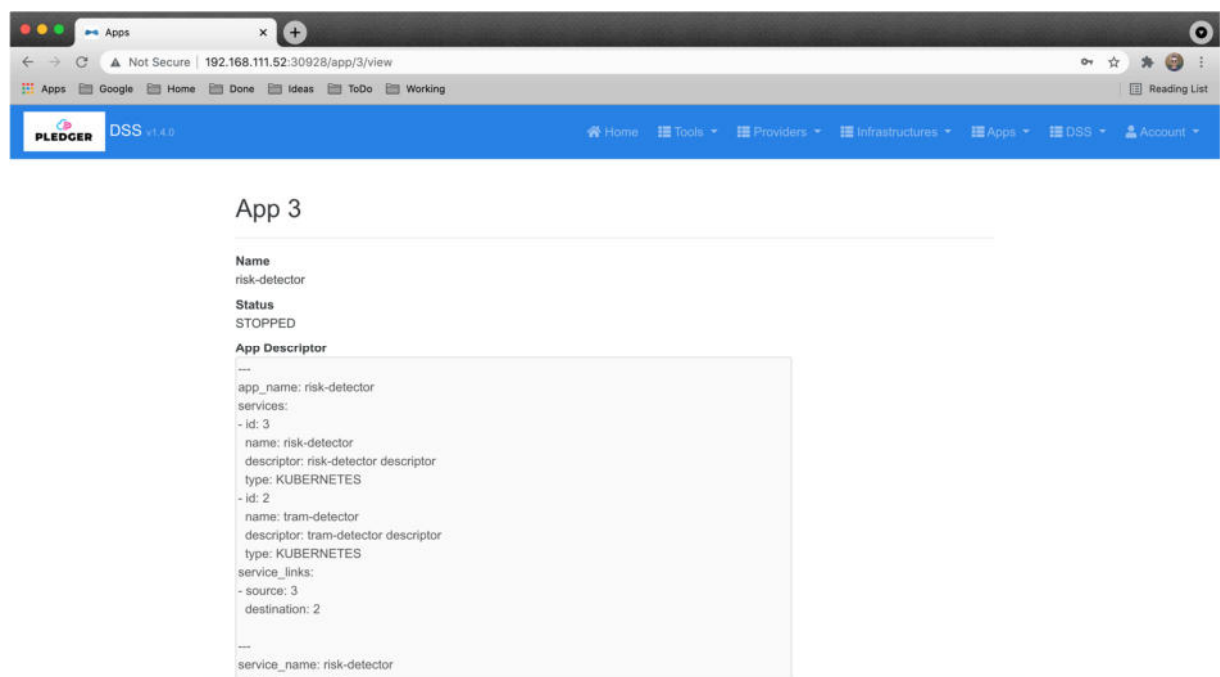 Apps
Not Secure | 192.168.111.52:30928/app/3/view
Apps Google Home Done Ideas ToDo Working Reading List
PLEDGER DSS v1.4.0 Home Tools Providers Infrastructures Apps DSS Account
App 3
Name
risk-detector
Status
STOPPED
App Descriptor
---
app_name: risk-detector
services:
- id: 3
name: risk-detector
descriptor: risk-detector descriptor
type: KUBERNETES
- id: 2
name: tram-detector
descriptor: tram-detector descriptor
type: KUBERNETES
service_links:
- source: 3
destination: 2
---
service_name: risk-detector